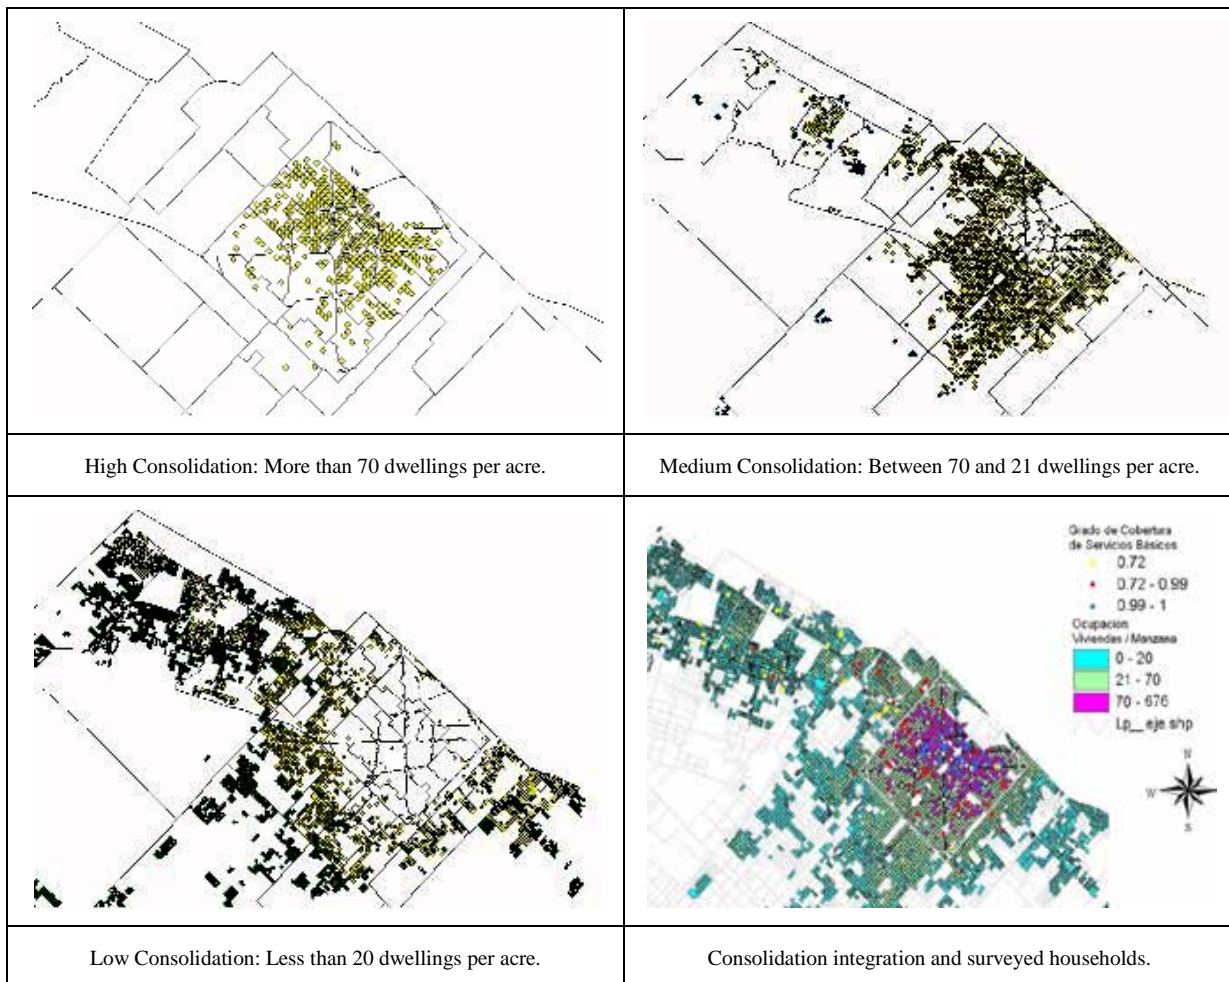 High Consolidation: More than 70 dwellings per acre.
Medium Consolidation: Between 70 and 21 dwellings per acre.
Grado de Cobertura
de Servicios Básicos
0.72
0.72 - 0.99
0.99 - 1
Ocupacion
Viviendas / Manzana
0 - 20
21 - 70
70 - 676
Lp__eje.shp
N
W
S
Low Consolidation: Less than 20 dwellings per acre.
Consolidation integration and surveyed households.